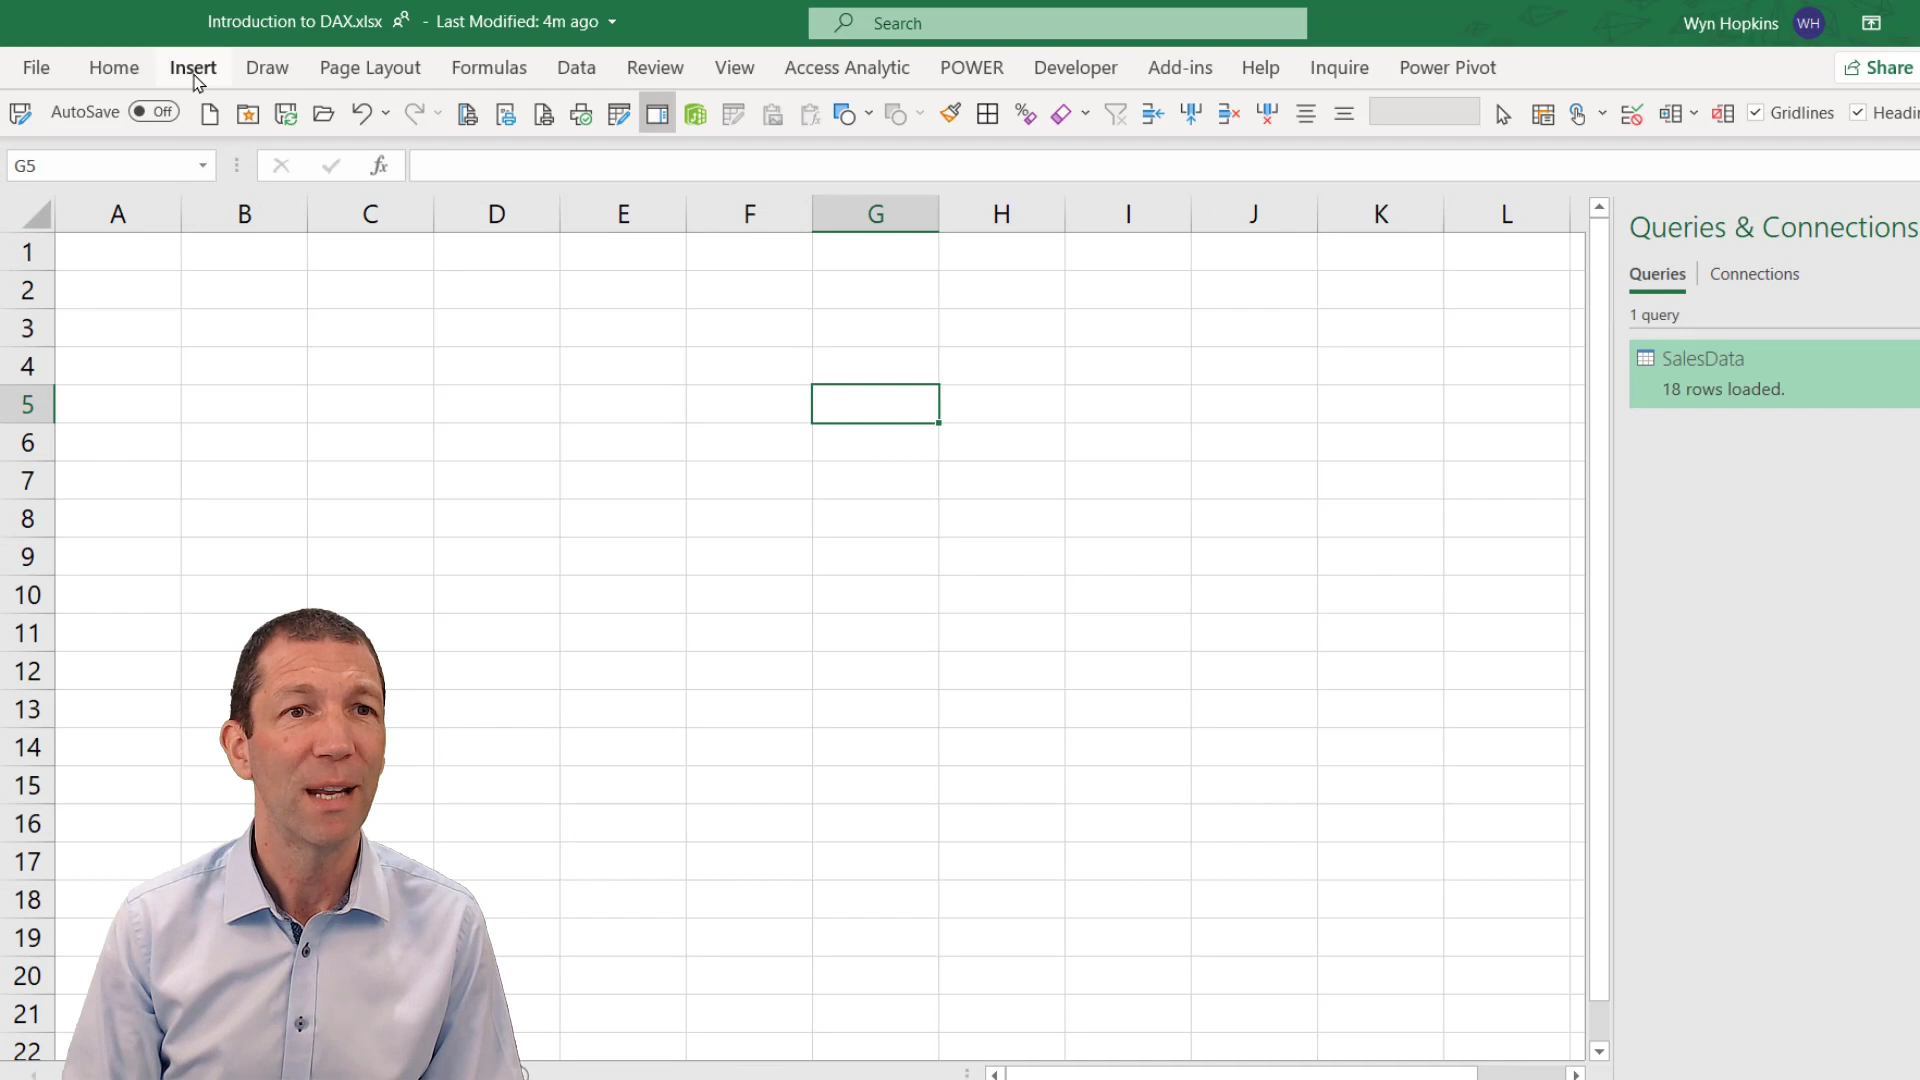 Introduction to DAX.xlsx - Last Modified: 4m ago
Search
Wyn Hopkins WH
File Home Insert Draw Page Layout Formulas Data Review View Access Analytic POWER Developer Add-ins Help Inquire Power Pivot Share
AutoSave Off Gridlines Headin
G5 fx
A B C D E F G H I J K L
1
2
3
4
5
6
7
8
9
10
11
12
13
14
15
16
17
18
19
20
21
22
Queries & Connections
Queries Connections
1 query
SalesData
18 rows loaded.